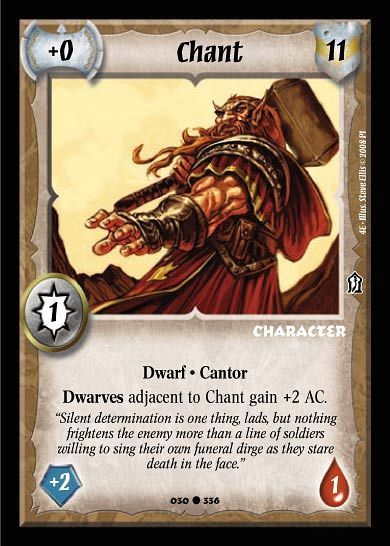 +0
Chant
11
4E • Illus. Steve Ellis © 2008 PI
1
CHARACTER
Dwarf • Cantor
Dwarves adjacent to Chant gain +2 AC.
“Silent determination is one thing, lads, but nothing
frightens the enemy more than a line of soldiers
willing to sing their own funeral dirge as they stare
death in the face.”
+2
030 ● 336
1